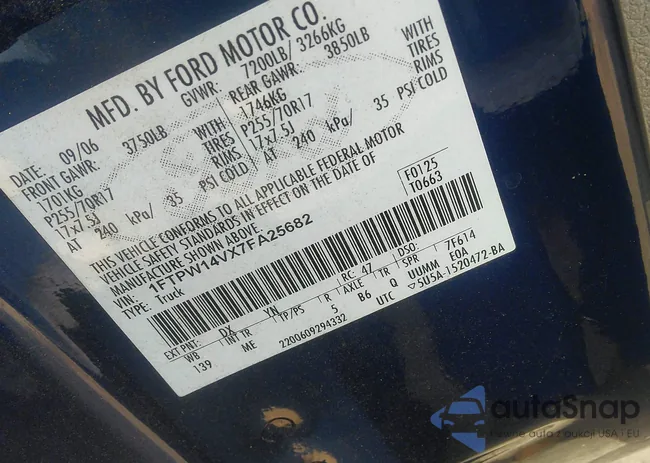 MFD. BY FORD MOTOR CO.
DATE: 09/06 GVWR: 7200LB/ 3266KG
FRONT GAWR: 3750LB REAR GAWR: 3850LB
1701KG WITH 1746KG WITH
P255/70R17 TIRES P255/70R17 TIRES
17x7.5J RIMS 17x7.5J RIMS
AT 240 kPa/ 35 PSI COLD AT 240 kPa/ 35 PSI COLD
THIS VEHICLE CONFORMS TO ALL APPLICABLE FEDERAL MOTOR
VEHICLE SAFETY STANDARDS IN EFFECT ON THE DATE OF
MANUFACTURE SHOWN ABOVE.
VIN: 1FTPW14VX7FA25682
TYPE: Truck
F0125
T0663
EXT PNT: DX YN RC: 47 DSO: 7F614
WB INT TR TP/PS R AXLE TR SPR E0A
139 ME 5 B6 Q UUMM
2200609294332 UTC ▽5U5A-1520472-BA
autoSnap